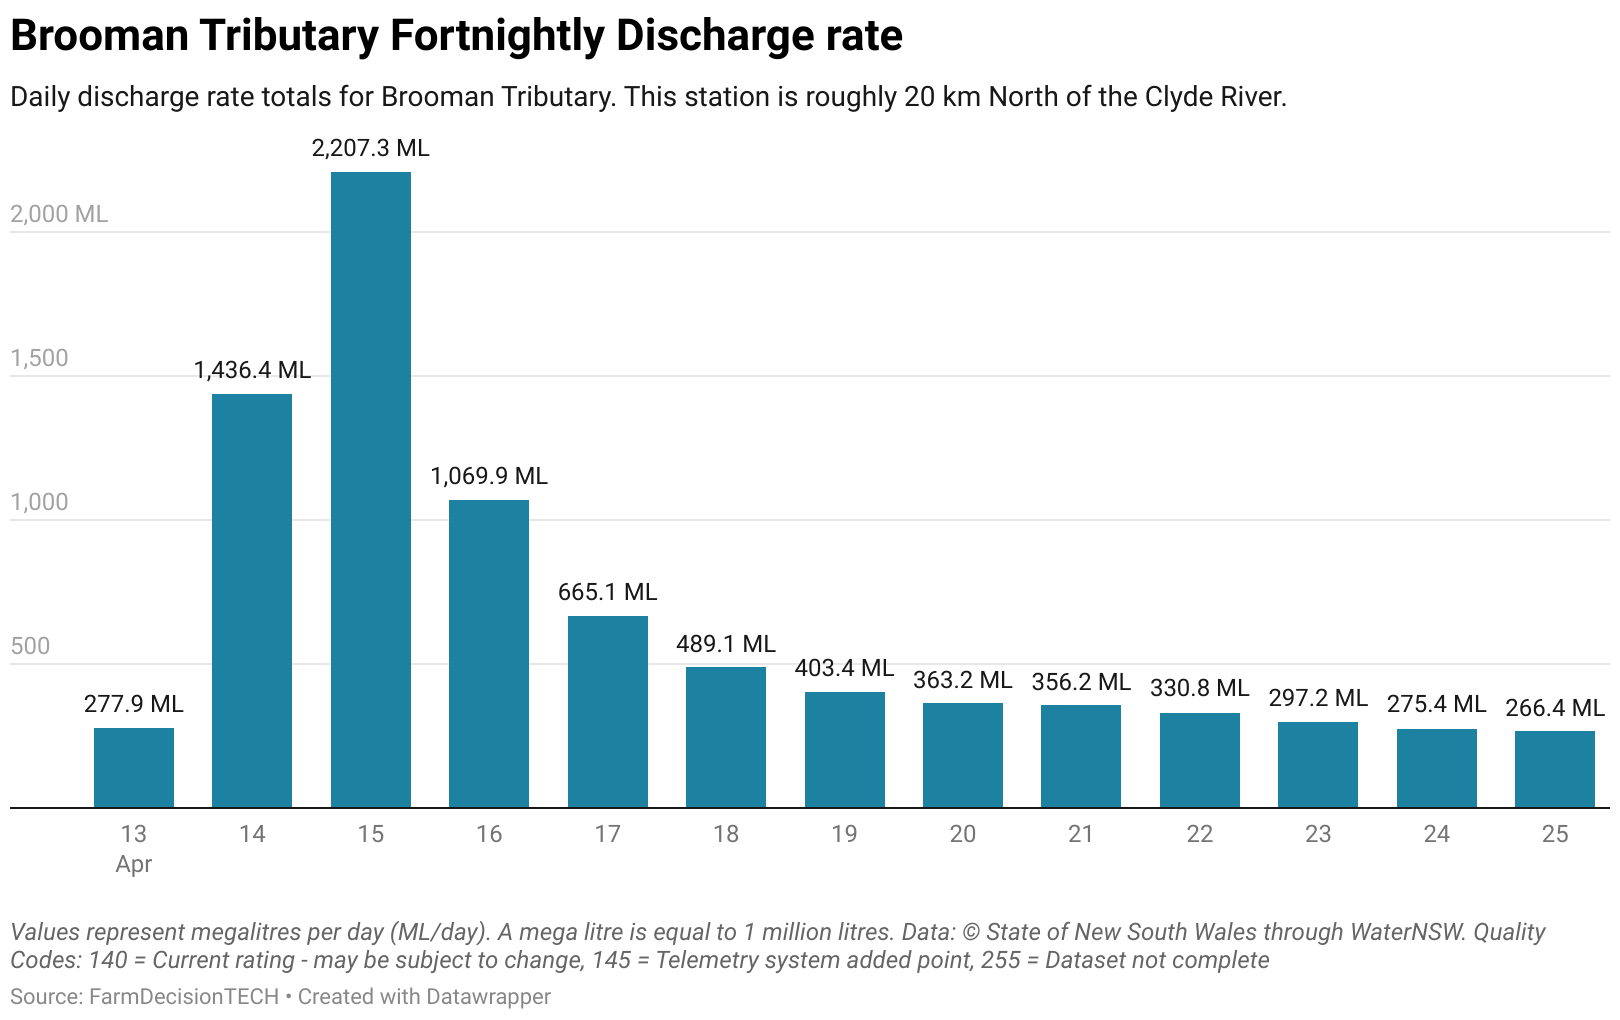 Brooman Tributary Fortnightly Discharge rate
Daily discharge rate totals for Brooman Tributary. This station is roughly 20 km North of the Clyde River.
2,207.3 ML
2,000 ML
1,500
1,436.4 ML
1,069.9 ML
1,000
665.1 ML
500
489.1 ML
403.4 ML
363.2 ML
356.2 ML
330.8 ML
297.2 ML
277.9 ML
275.4 ML
266.4 ML
13 14 15 16 17 18 19 20 21 22 23 24 25
Apr
Values represent megalitres per day (ML/day). A mega litre is equal to 1 million litres. Data: © State of New South Wales through WaterNSW. Quality
Codes: 140 = Current rating - may be subject to change, 145 = Telemetry system added point, 255 = Dataset not complete
Source: FarmDecisionTECH • Created with Datawrapper